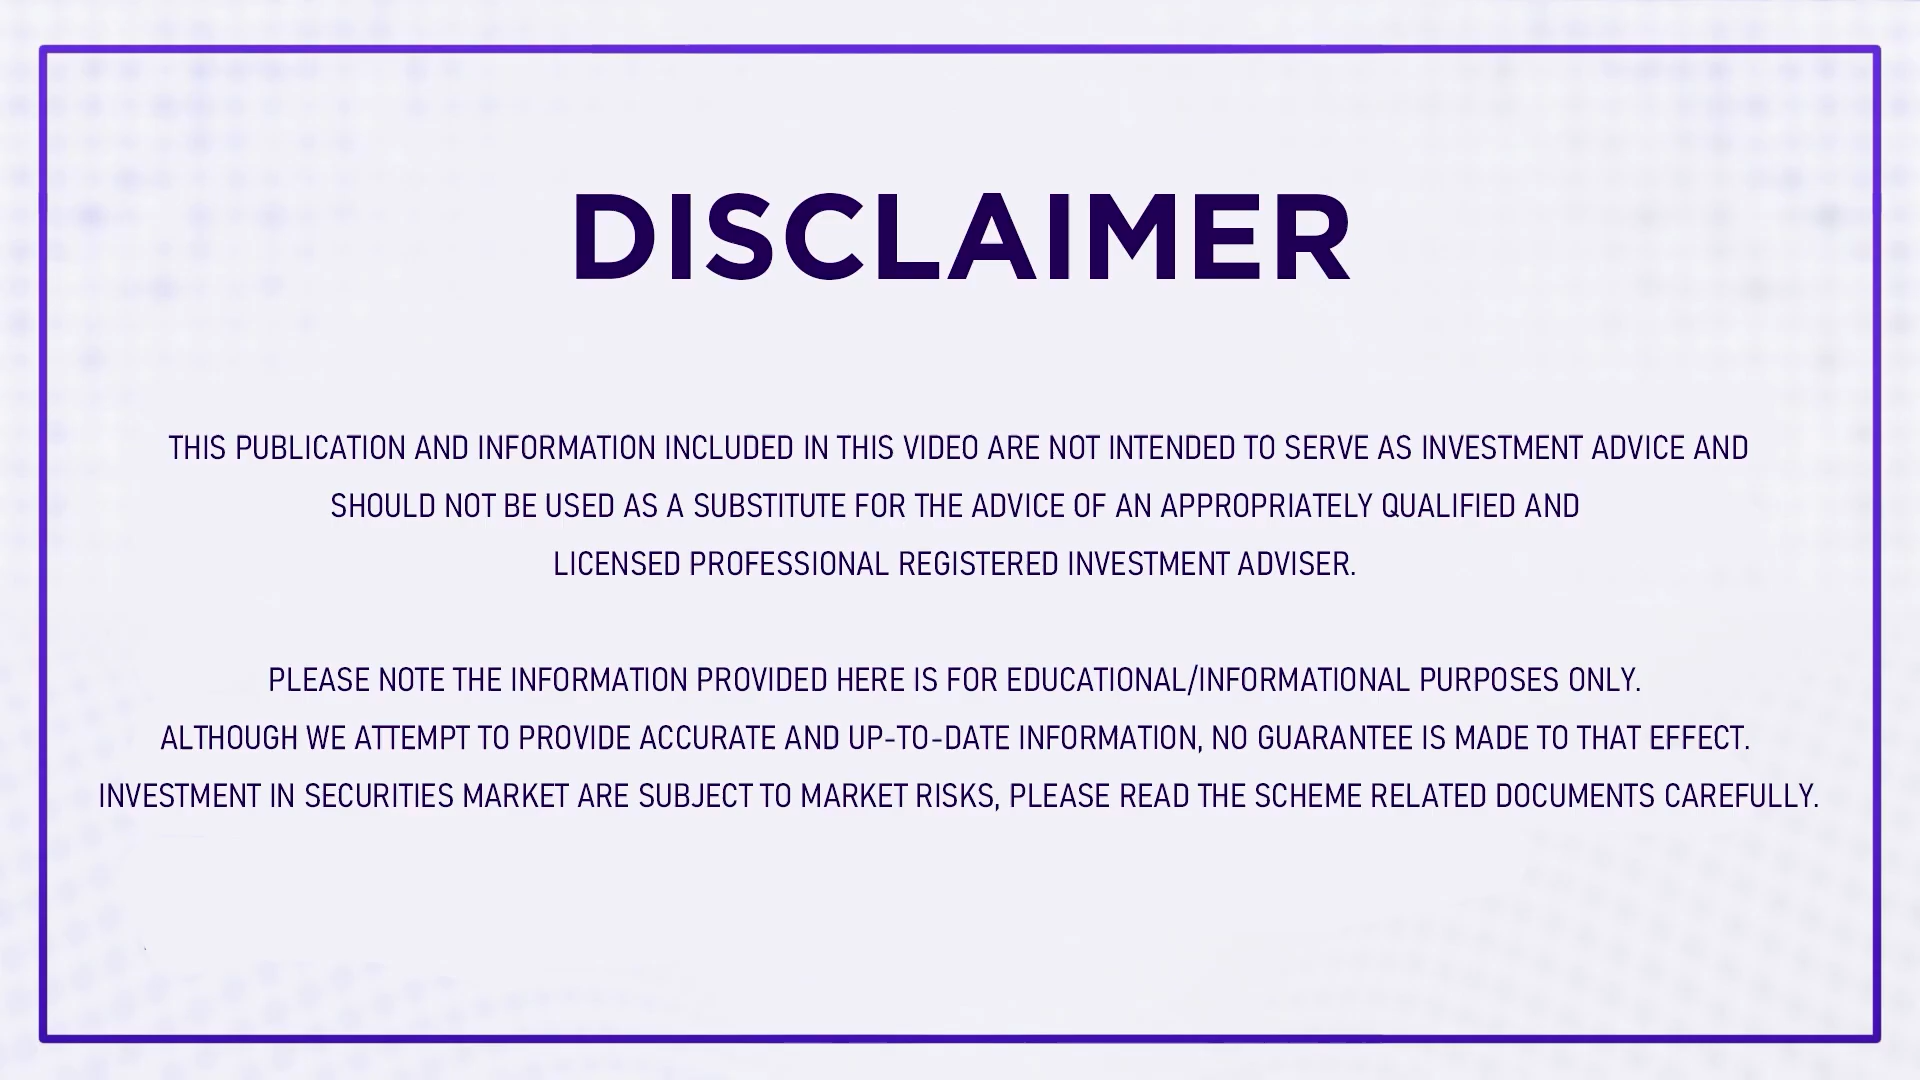 DISCLAIMER
THIS PUBLICATION AND INFORMATION INCLUDED IN THIS VIDEO ARE NOT INTENDED TO SERVE AS INVESTMENT ADVICE AND
SHOULD NOT BE USED AS A SUBSTITUTE FOR THE ADVICE OF AN APPROPRIATELY QUALIFIED AND
LICENSED PROFESSIONAL REGISTERED INVESTMENT ADVISER.
PLEASE NOTE THE INFORMATION PROVIDED HERE IS FOR EDUCATIONAL/INFORMATIONAL PURPOSES ONLY.
ALTHOUGH WE ATTEMPT TO PROVIDE ACCURATE AND UP-TO-DATE INFORMATION, NO GUARANTEE IS MADE TO THAT EFFECT.
INVESTMENT IN SECURITIES MARKET ARE SUBJECT TO MARKET RISKS, PLEASE READ THE SCHEME RELATED DOCUMENTS CAREFULLY.